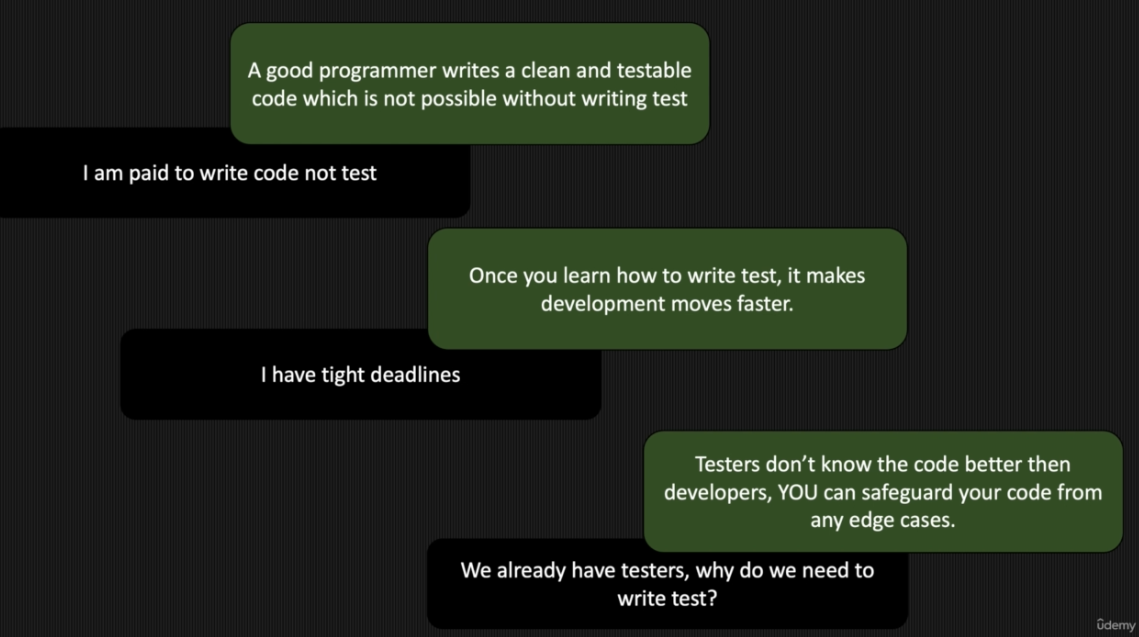 A good programmer writes a clean and testable
code which is not possible without writing test
I am paid to write code not test
Once you learn how to write test, it makes
development moves faster.
I have tight deadlines
Testers don’t know the code better then
developers, YOU can safeguard your code from
any edge cases.
We already have testers, why do we need to
write test?
ûdemy